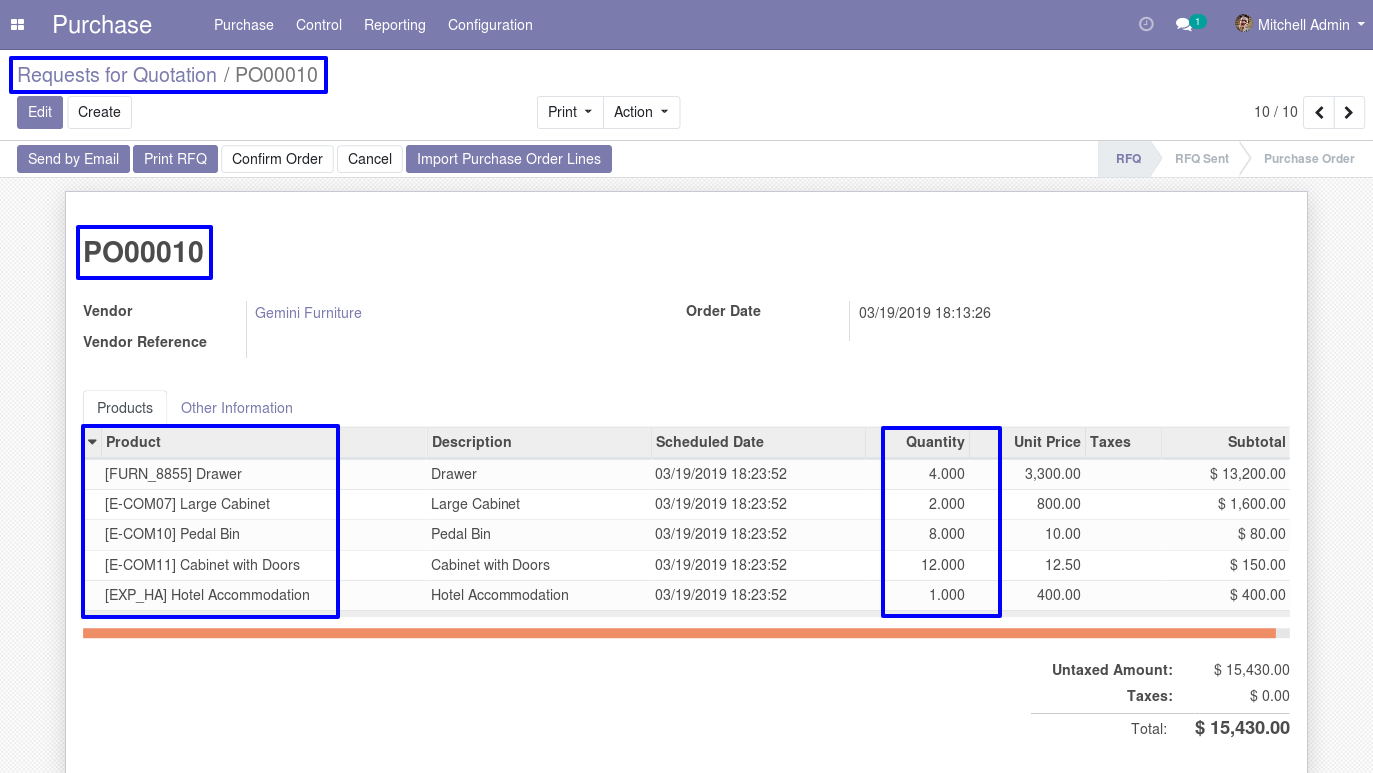 Purchase Purchase Control Reporting Configuration 1 Mitchell Admin
Requests for Quotation / PO00010
Edit Create Print Action 10 / 10
Send by Email Print RFQ Confirm Order Cancel Import Purchase Order Lines RFQ RFQ Sent Purchase Order
PO00010
Vendor Gemini Furniture Order Date 03/19/2019 18:13:26
Vendor Reference
Products Other Information
Product Description Scheduled Date Quantity Unit Price Taxes Subtotal
[FURN_8855] Drawer Drawer 03/19/2019 18:23:52 4.000 3,300.00 $ 13,200.00
[E-COM07] Large Cabinet Large Cabinet 03/19/2019 18:23:52 2.000 800.00 $ 1,600.00
[E-COM10] Pedal Bin Pedal Bin 03/19/2019 18:23:52 8.000 10.00 $ 80.00
[E-COM11] Cabinet with Doors Cabinet with Doors 03/19/2019 18:23:52 12.000 12.50 $ 150.00
[EXP_HA] Hotel Accommodation Hotel Accommodation 03/19/2019 18:23:52 1.000 400.00 $ 400.00
Untaxed Amount: $ 15,430.00
Taxes: $ 0.00
Total: $ 15,430.00